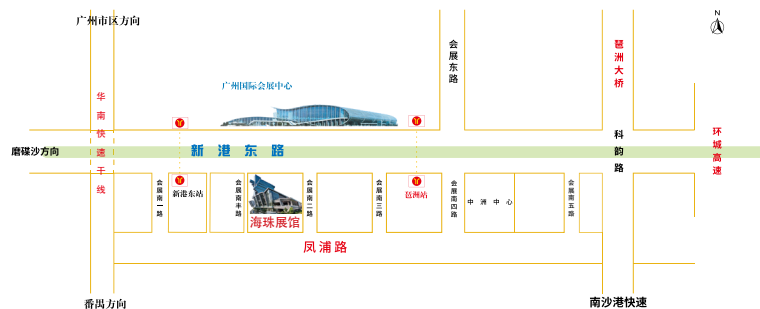 广州市区方向
N
会展东路
琶洲大桥
广州国际会展中心
华南快速干线
新港东路
科韵路
环城高速
磨碟沙方向
新港东站
琶洲站
会展南一路
会展南丰路
会展南二路
会展南三路
会展南四路
中洲中心
会展南五路
海珠展馆
凤浦路
番禺方向
南沙港快速